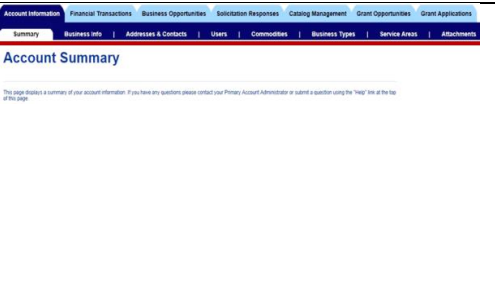 Account Information Financial Transactions Business Opportunities Solicitation Responses Catalog Management Grant Opportunities Grant Applications
Summary Business Info | Addresses & Contacts | Users | Commodities | Business Types | Service Areas | Attachments
Account Summary
This page displays a summary of your account information. If you have any questions please contact your Primary Account Administrator or submit a question using the "Help" link at the top
of this page.